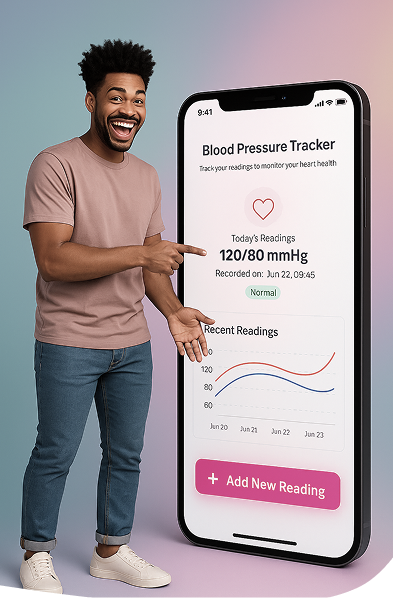 9:41
Blood Pressure Tracker
Track your readings to monitor your heart health
Today's Readings
120/80 mmHg
Recorded on: Jun 22, 09:45
Normal
Recent Readings
0
120
80
60
Jun 20 Jun 21 Jun 22 Jun 23
+ Add New Reading